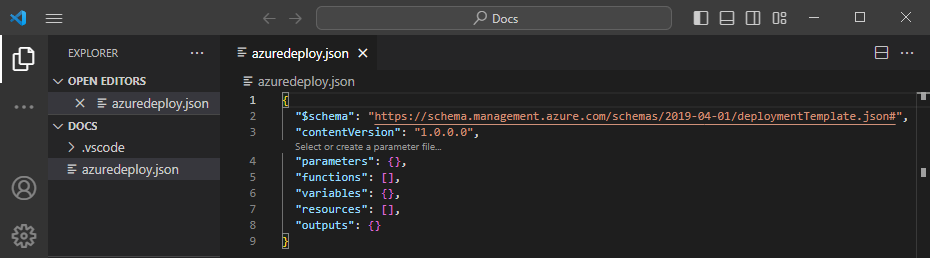 Docs
EXPLORER ...
OPEN EDITORS
azuredeploy.json
DOCS
.vscode
azuredeploy.json
azuredeploy.json
azuredeploy.json
1 {
2 "$schema": "https://schema.management.azure.com/schemas/2019-04-01/deploymentTemplate.json#",
3 "contentVersion": "1.0.0.0",
Select or create a parameter file...
4 "parameters": {},
5 "functions": [],
6 "variables": {},
7 "resources": [],
8 "outputs": {}
9 }